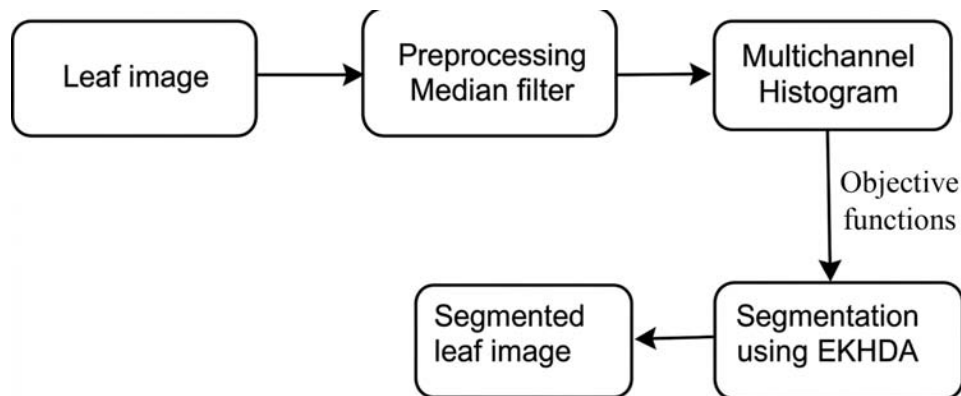 Leaf image
Preprocessing
Median filter
Multichannel
Histogram
Objective
functions
Segmentation
using EKHDA
Segmented
leaf image